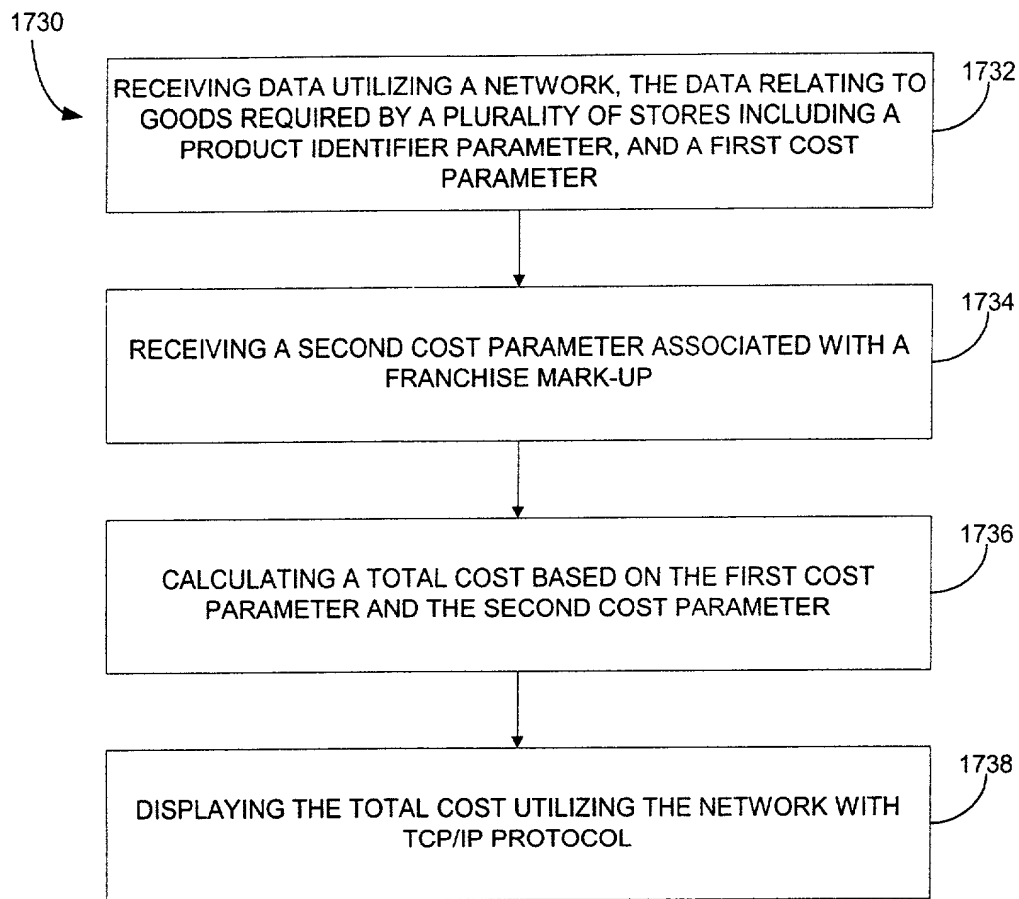 1730
1732
RECEIVING DATA UTILIZING A NETWORK, THE DATA RELATING TO
GOODS REQUIRED BY A PLURALITY OF STORES INCLUDING A
PRODUCT IDENTIFIER PARAMETER, AND A FIRST COST
PARAMETER
1734
RECEIVING A SECOND COST PARAMETER ASSOCIATED WITH A
FRANCHISE MARK-UP
1736
CALCULATING A TOTAL COST BASED ON THE FIRST COST
PARAMETER AND THE SECOND COST PARAMETER
1738
DISPLAYING THE TOTAL COST UTILIZING THE NETWORK WITH
TCP/IP PROTOCOL